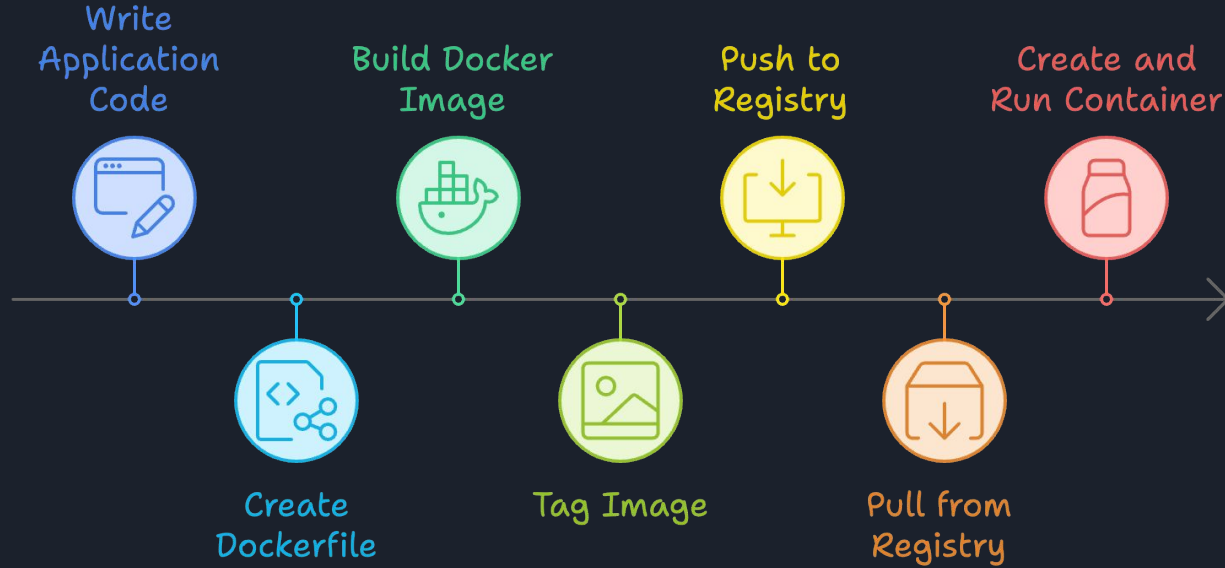 Write
Application
Code
Create
Dockerfile
Build Docker
Image
Tag Image
Push to
Registry
Pull from
Registry
Create and
Run Container